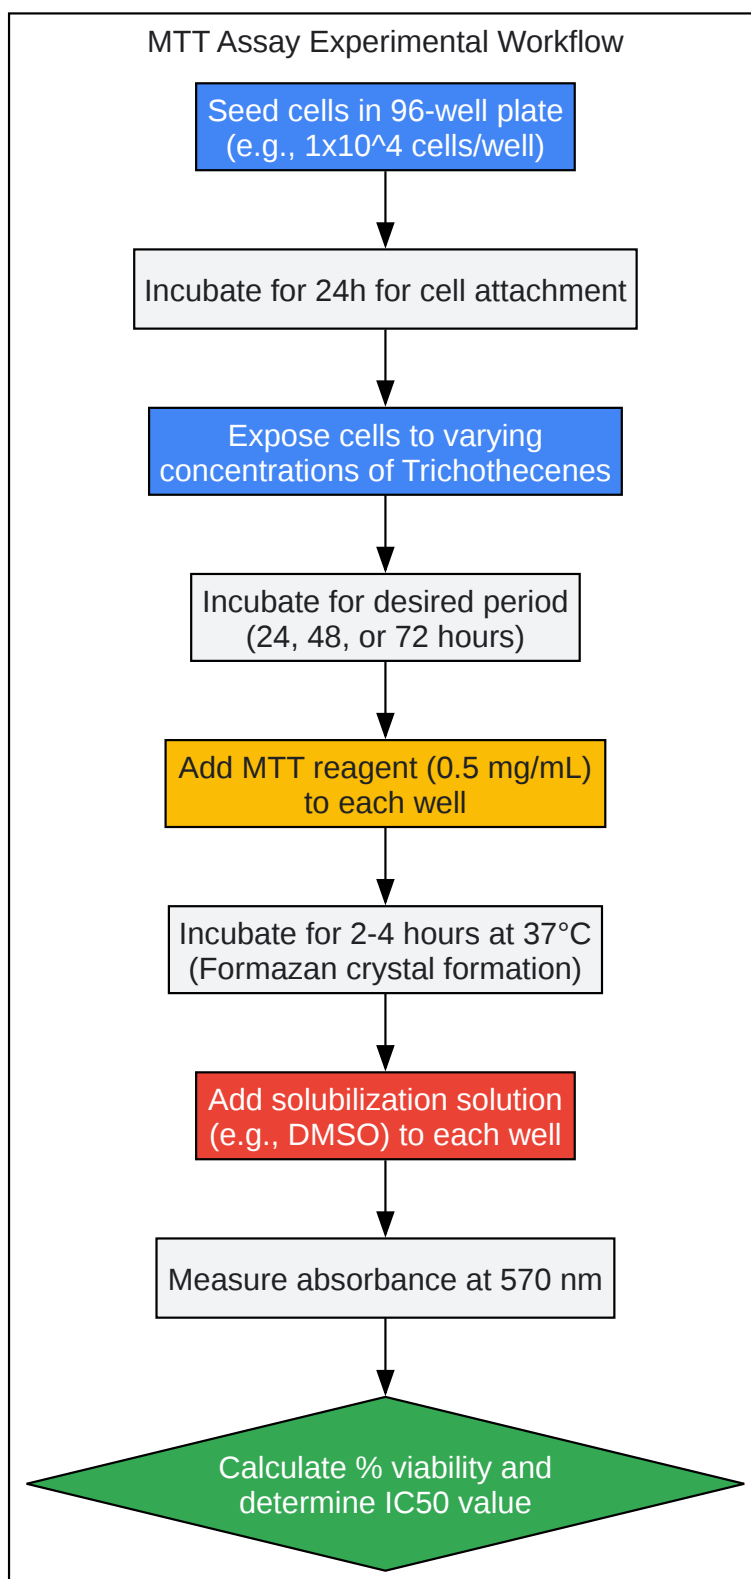 MTT Assay Experimental Workflow
Seed cells in 96-well plate
(e.g., 1x10^4 cells/well)
Incubate for 24h for cell attachment
Expose cells to varying
concentrations of Trichothecenes
Incubate for desired period
(24, 48, or 72 hours)
Add MTT reagent (0.5 mg/mL)
to each well
Incubate for 2-4 hours at 37°C
(Formazan crystal formation)
Add solubilization solution
(e.g., DMSO) to each well
Measure absorbance at 570 nm
Calculate % viability and
determine IC50 value